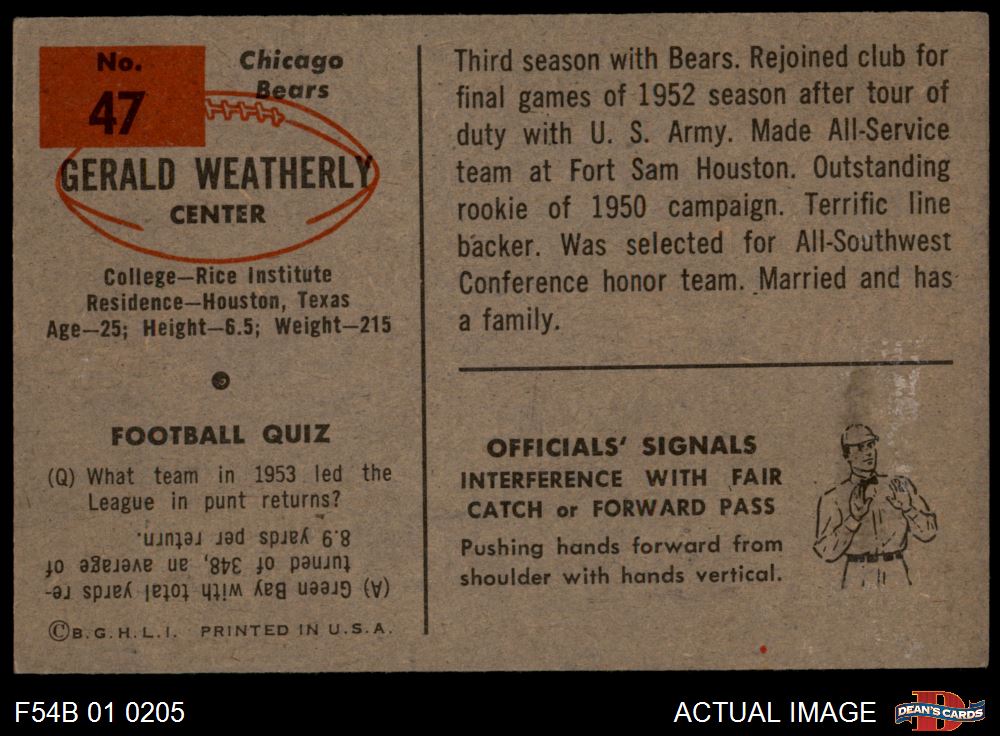 No.
47
Chicago
Bears
GERALD WEATHERLY
CENTER
College—Rice Institute
Residence—Houston, Texas
Age—25; Height—6.5; Weight—215
FOOTBALL QUIZ
(Q) What team in 1953 led the
League in punt returns?
(A) Green Bay with total yards re-
turned of 348, an average of
8.9 yards per return.
©B.G.H.L.I. PRINTED IN U.S.A.
Third season with Bears. Rejoined club for
final games of 1952 season after tour of
duty with U. S. Army. Made All-Service
team at Fort Sam Houston. Outstanding
rookie of 1950 campaign. Terrific line
backer. Was selected for All-Southwest
Conference honor team. Married and has
a family.
OFFICIALS' SIGNALS
INTERFERENCE WITH FAIR
CATCH or FORWARD PASS
Pushing hands forward from
shoulder with hands vertical.
F54B 01 0205
ACTUAL IMAGE
DEAN'S CARDS